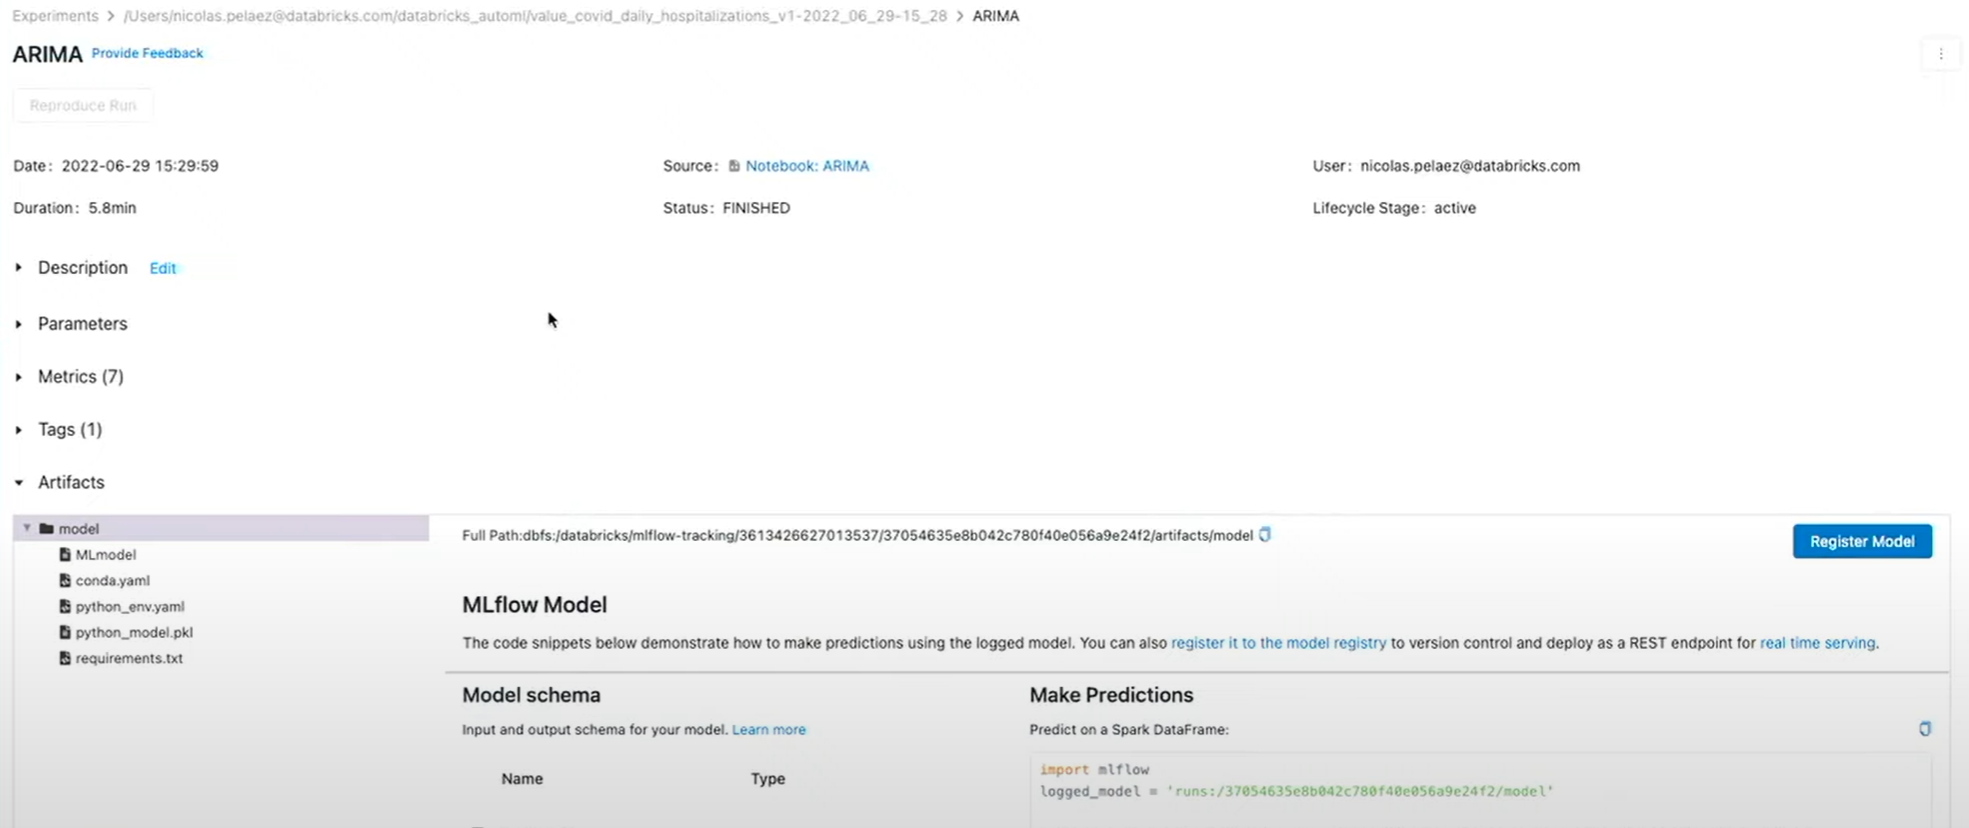 Experiments > /Users/nicolas.pelaez@databricks.com/databricks_automl/value_covid_daily_hospitalizations_v1-2022_06_29-15_28 > ARIMA
ARIMA Provide Feedback
Reproduce Run
Date: 2022-06-29 15:29:59
Source: Notebook: ARIMA
User: nicolas.pelaez@databricks.com
Duration: 5.8min
Status: FINISHED
Lifecycle Stage: active
Description Edit
Parameters
Metrics (7)
Tags (1)
Artifacts
model
MLmodel
conda.yaml
python_env.yaml
python_model.pkl
requirements.txt
Full Path:dbfs:/databricks/mlflow-tracking/3613426627013537/37054635e8b042c780f40e056a9e24f2/artifacts/model
Register Model
MLflow Model
The code snippets below demonstrate how to make predictions using the logged model. You can also register it to the model registry to version control and deploy as a REST endpoint for real time serving.
Model schema
Input and output schema for your model. Learn more
Name Type
Make Predictions
Predict on a Spark DataFrame:
import mlflow
logged_model = 'runs:/37054635e8b042c780f40e056a9e24f2/model'